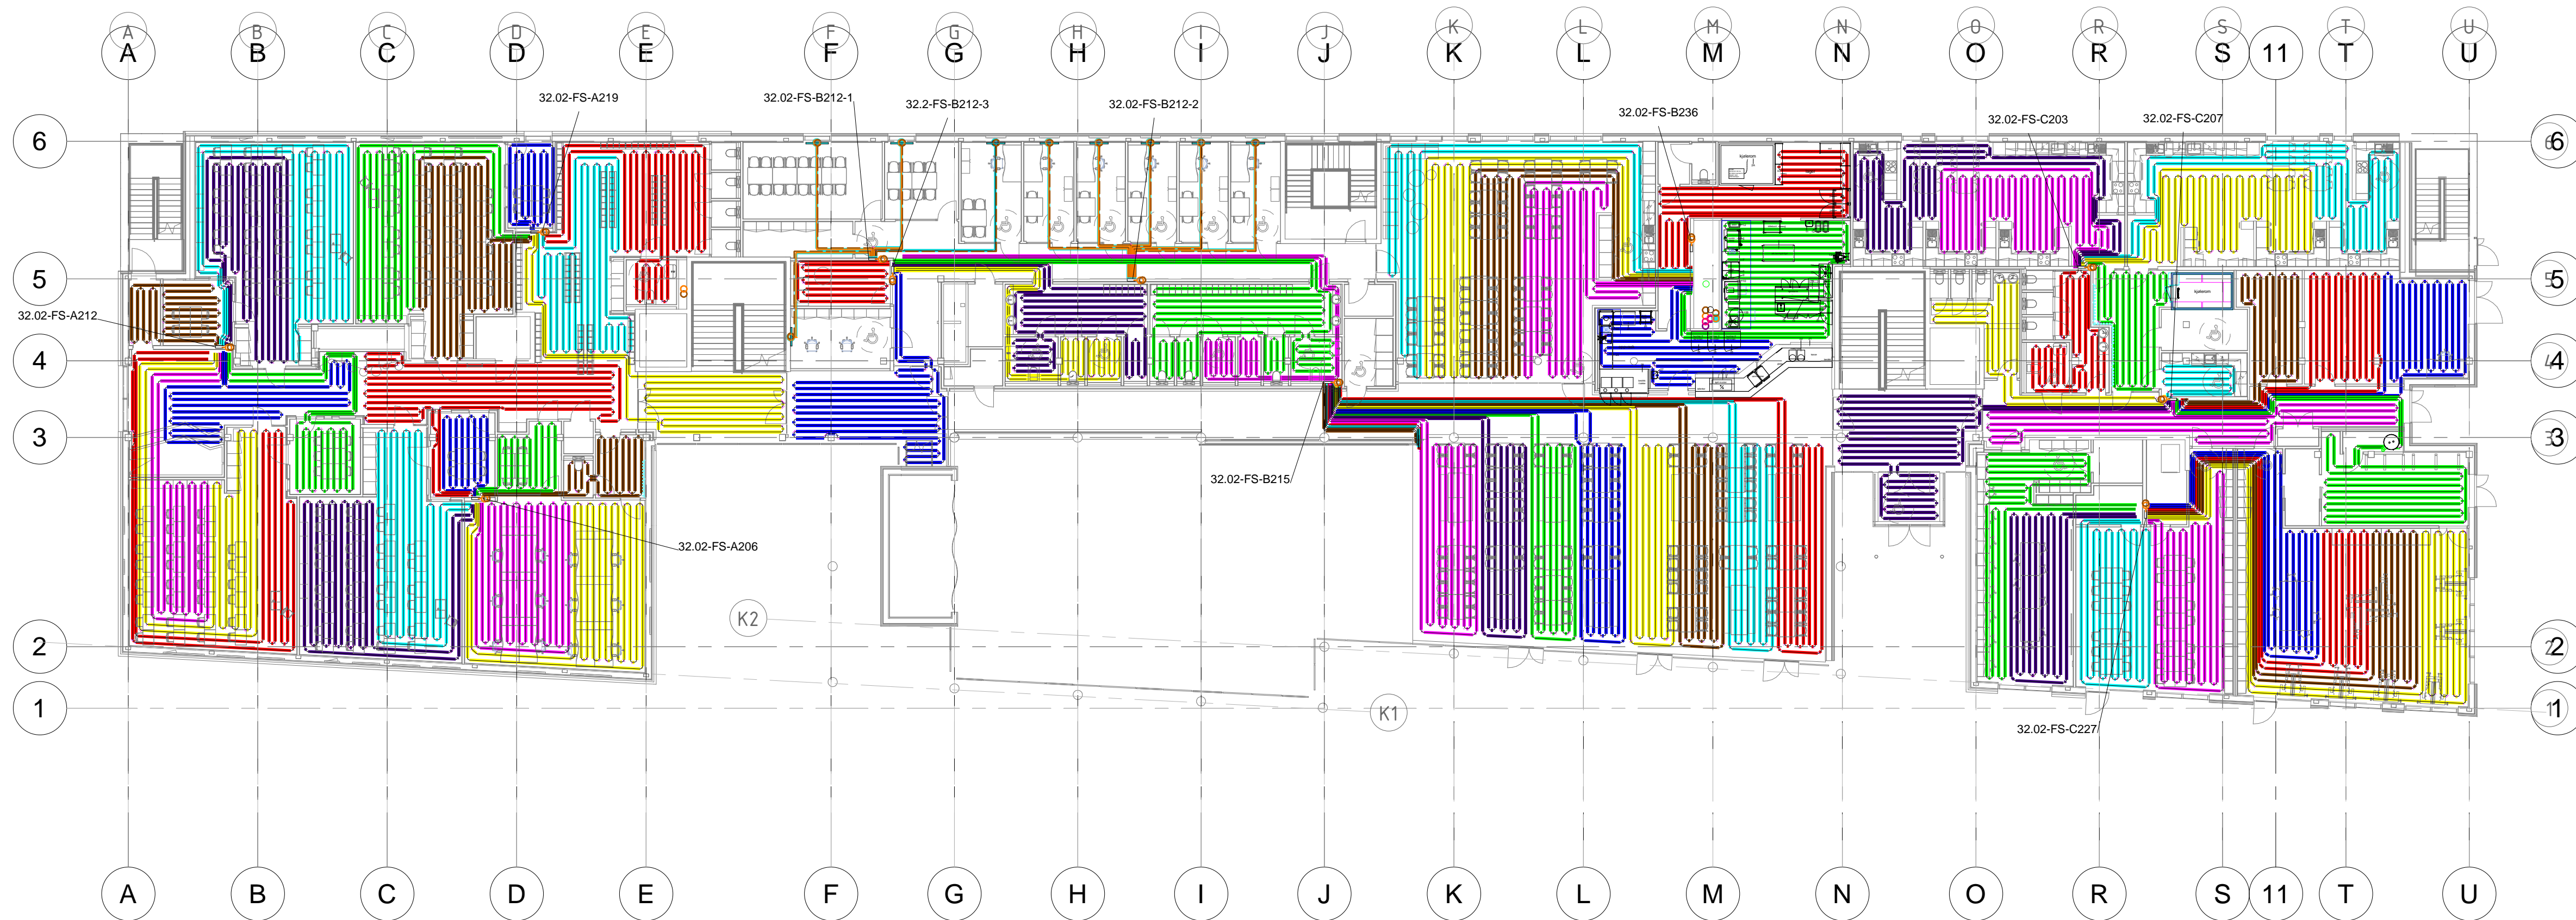 A B C D E F G H I J K L M N O R S T U
A B C D E F G H I J K L M N O R S 11 T U
32.02-FS-A219
32.02-FS-B212-1
32.2-FS-B212-3
32.02-FS-B212-2
32.02-FS-B236
32.02-FS-C203
32.02-FS-C207
6
6
5
5
32.02-FS-A212
4
4
3
3
32.02-FS-B215
32.02-FS-A206
K2
2
2
1
K1
1
32.02-FS-C227
A B C D E F G H I J K L M N O R S 11 T U